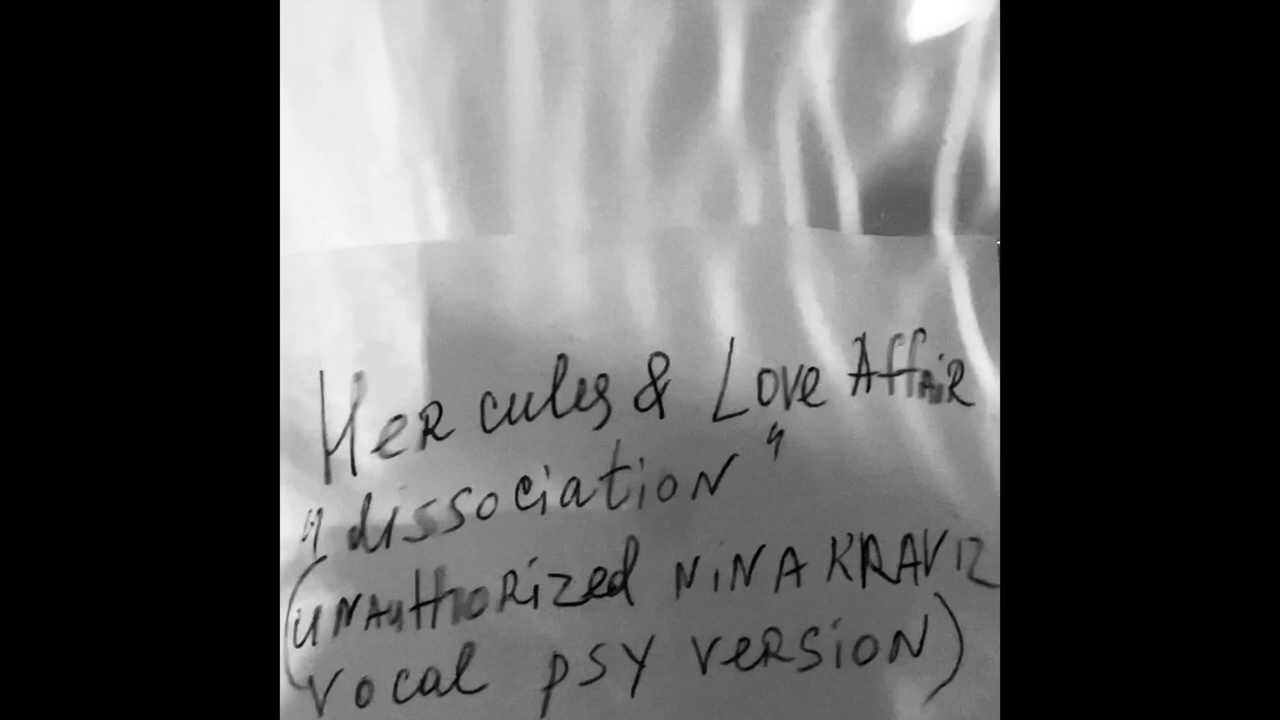 Hercules & Love Affair
"dissociation"
(UNAuthoRized NiNA KRAVIZ
vocal psy version)